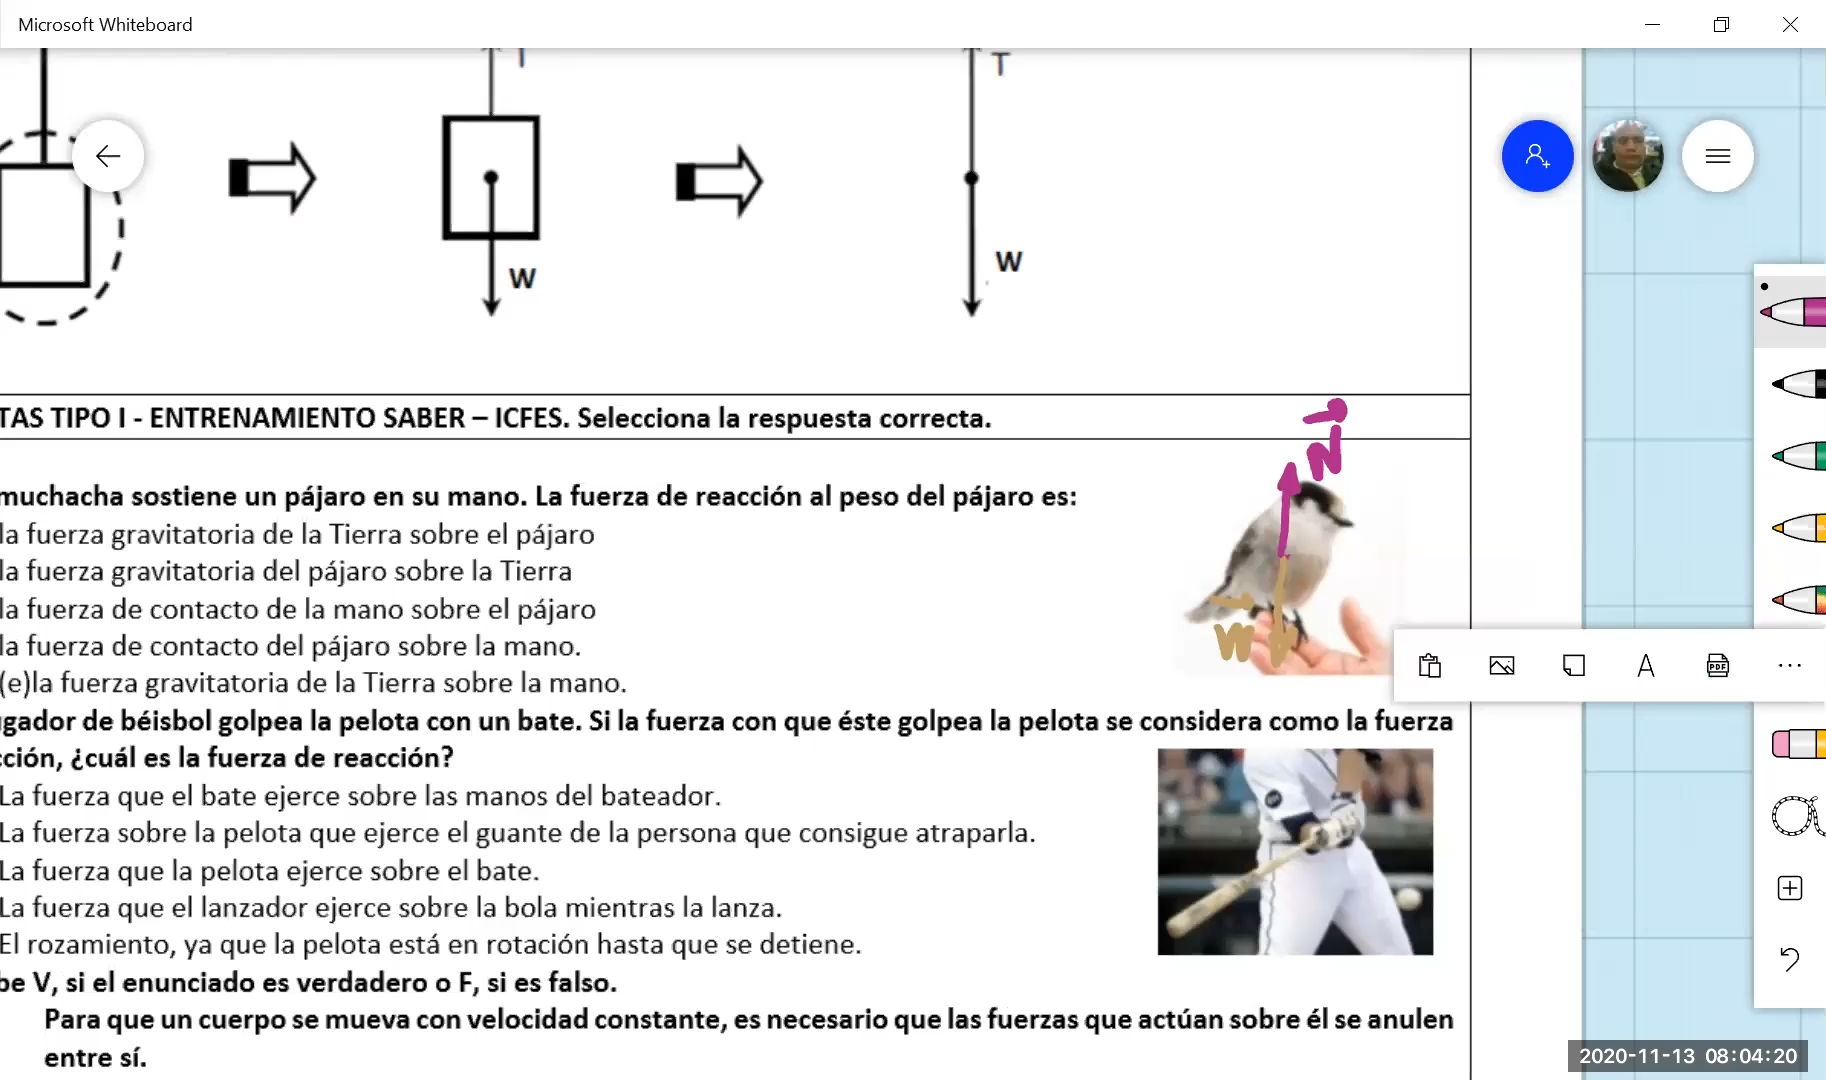 Microsoft Whiteboard
T
T
W
W
TAS TIPO I - ENTRENAMIENTO SABER – ICFES. Selecciona la respuesta correcta.
N
muchacha sostiene un pájaro en su mano. La fuerza de reacción al peso del pájaro es:
la fuerza gravitatoria de la Tierra sobre el pájaro
la fuerza gravitatoria del pájaro sobre la Tierra
la fuerza de contacto de la mano sobre el pájaro
la fuerza de contacto del pájaro sobre la mano.
W
(e)la fuerza gravitatoria de la Tierra sobre la mano.
A
PDF
gador de béisbol golpea la pelota con un bate. Si la fuerza con que éste golpea la pelota se considera como la fuerza
cción, ¿cuál es la fuerza de reacción?
La fuerza que el bate ejerce sobre las manos del bateador.
La fuerza sobre la pelota que ejerce el guante de la persona que consigue atraparla.
La fuerza que la pelota ejerce sobre el bate.
La fuerza que el lanzador ejerce sobre la bola mientras la lanza.
El rozamiento, ya que la pelota está en rotación hasta que se detiene.
be V, si el enunciado es verdadero o F, si es falso.
Para que un cuerpo se mueva con velocidad constante, es necesario que las fuerzas que actúan sobre él se anulen
entre sí.
2020-11-13 08:04:20